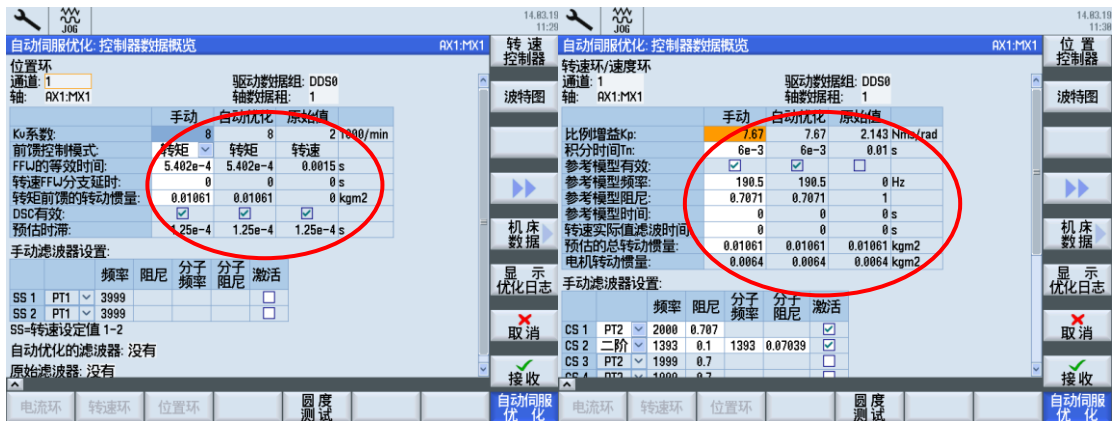 JOG
14.03.19
11:29
自动伺服优化: 控制器数据概览 AX1:MX1
位置环
通道: 1 驱动数据组: DDS0
轴: AX1:MX1 轴数据租: 1
手动 自动优化 原始值
Kv系数: 8 8 2 1000/min
前馈控制模式: 转矩 转矩 转速
FFW的等效时间: 5.402e-4 5.402e-4 0.0015 s
转速FFW分支延时: 0 0 0 s
转矩前馈的转动惯量: 0.01061 0.01061 0 kgm2
DSC有效:
预估时滞: 1.25e-4 1.25e-4 1.25e-4 s
手动滤波器设置:
频率 阻尼 分子频率 分子阻尼 激活
SS 1 PT1 3999
SS 2 PT1 3999
SS=转速设定值 1-2
自动优化的滤波器: 没有
原始滤波器: 没有
转 速
控制器
波特图
机 床
数 据
显 示
优化日志
取 消
接 收
电流环 转速环 位置环 圆 度 测 试 自动伺服 优 化
JOG
14.03.19
11:38
自动伺服优化: 控制器数据概览 AX1:MX1
转速环/速度环
通道: 1 驱动数据组: DDS0
轴: AX1:MX1 轴数据租: 1
手动 自动优化 原始值
比例增益Kp: 7.67 7.67 2.143 Nms/rad
积分时间Tn: 6e-3 6e-3 0.01 s
参考模型有效:
参考模型频率: 190.5 190.5 0 Hz
参考模型阻尼: 0.7071 0.7071 1
参考模型时间: 0 0 0 s
转速实际值滤波时间 0 0 0 s
预估的总转动惯量: 0.01061 0.01061 0.01061 kgm2
电机转动惯量: 0.0064 0.0064 0.0064 kgm2
手动滤波器设置:
频率 阻尼 分子频率 分子阻尼 激活
CS 1 PT2 2000 0.707
CS 2 二阶 1393 0.1 1393 0.07039
CS 3 PT2 1999 0.7
CS 4 PT2 1999 0.7
位 置
控制器
波特图
机 床
数 据
显 示
优化日志
取 消
接 收
电流环 转速环 位置环 圆 度 测 试 自动伺服 优 化